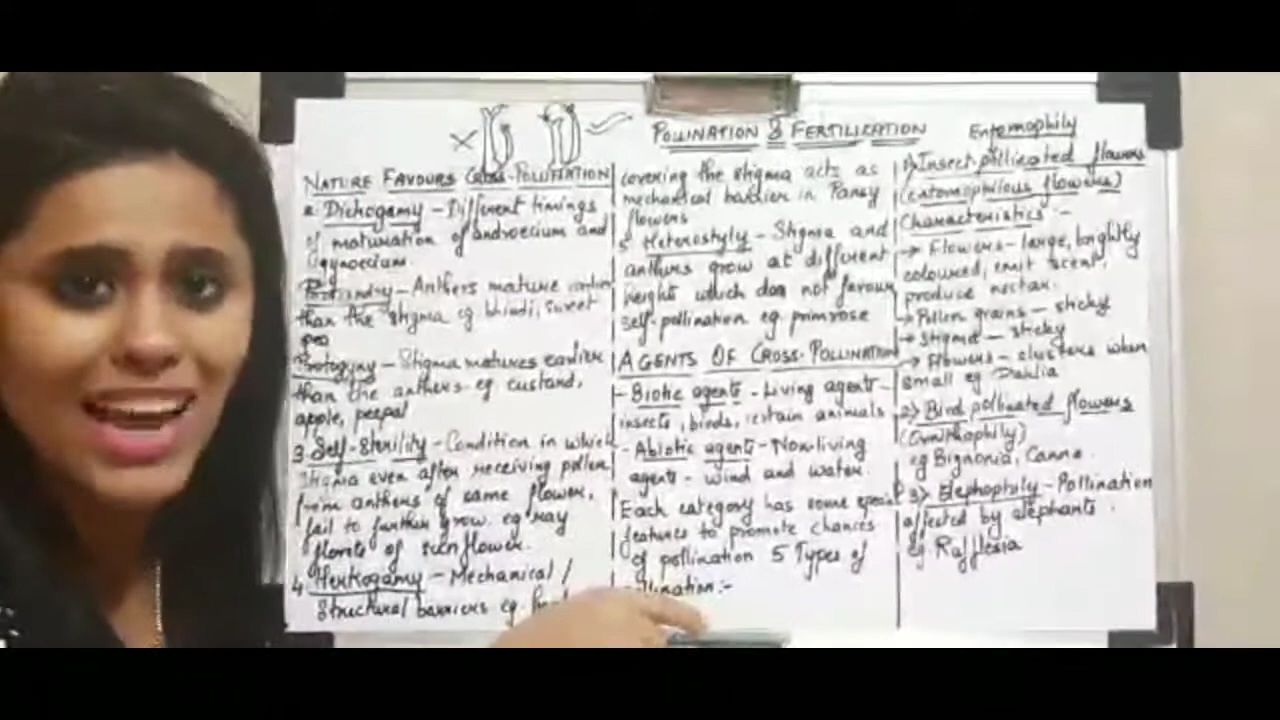 POLLINATION & FERTILIZATION
NATURE FAVOURS CROSS-POLLINATION
2. Dichogamy - Different timings
of maturation of androecium and
gynoecium
Protandry - Anthers mature
than the stigma eg bhindi, sweet
pea
Protogyny - Stigma matures earlier
than the anthers eg custard,
apple, peepal
3. Self-Sterility - Condition in which
stigma even after receiving pollen
from anthers of same flower,
fail to further grow. eg ray
florets of sunflower.
4. Herkogamy - Mechanical /
Structural barriers eg
covering the stigma acts as
mechanical barrier in Pansy
flowers
5. Heterostyly - Stigma and
anthers grow at different
heights which does not favour
self-pollination eg primrose
AGENTS OF CROSS-POLLINATION
- Biotic agents - Living agents -
insects, birds, certain animals
- Abiotic agents - Non-living
agents - wind and water.
Each category has some special
features to promote chances
of pollination 5 Types of
pollination:-
Entomophily
1) Insect pollinated flowers
(entomophilous flowers)
Characteristics :-
→ Flowers - large, brightly
coloured, emit scent,
produce nectar.
→ Pollen grains - sticky
→ Stigma - sticky
→ Flowers - clusters when
small eg Dahlia
2) Bird pollinated flowers
(Ornithophily)
eg Bignonia, Canna.
3) Elephophily - Pollination
affected by elephants.
Eg Rafflesia